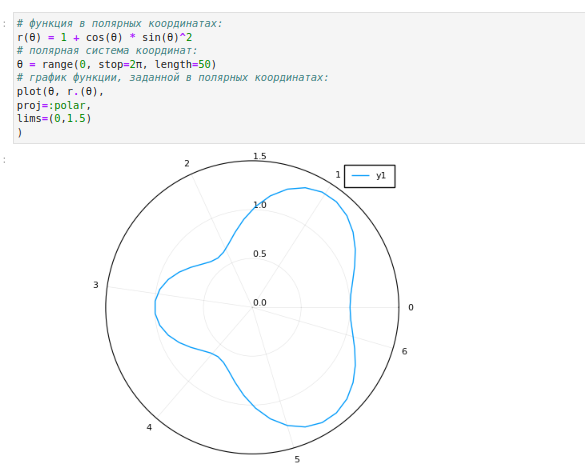 # функция в полярных координатах:
r(θ) = 1 + cos(θ) * sin(θ)^2
# полярная система координат:
θ = range(0, stop=2π, length=50)
# график функции, заданной в полярных координатах:
plot(θ, r.(θ),
proj=:polar,
lims=(0,1.5)
)
1.5
2
1
y1
1.0
0.5
3
0.0
0
6
4
5